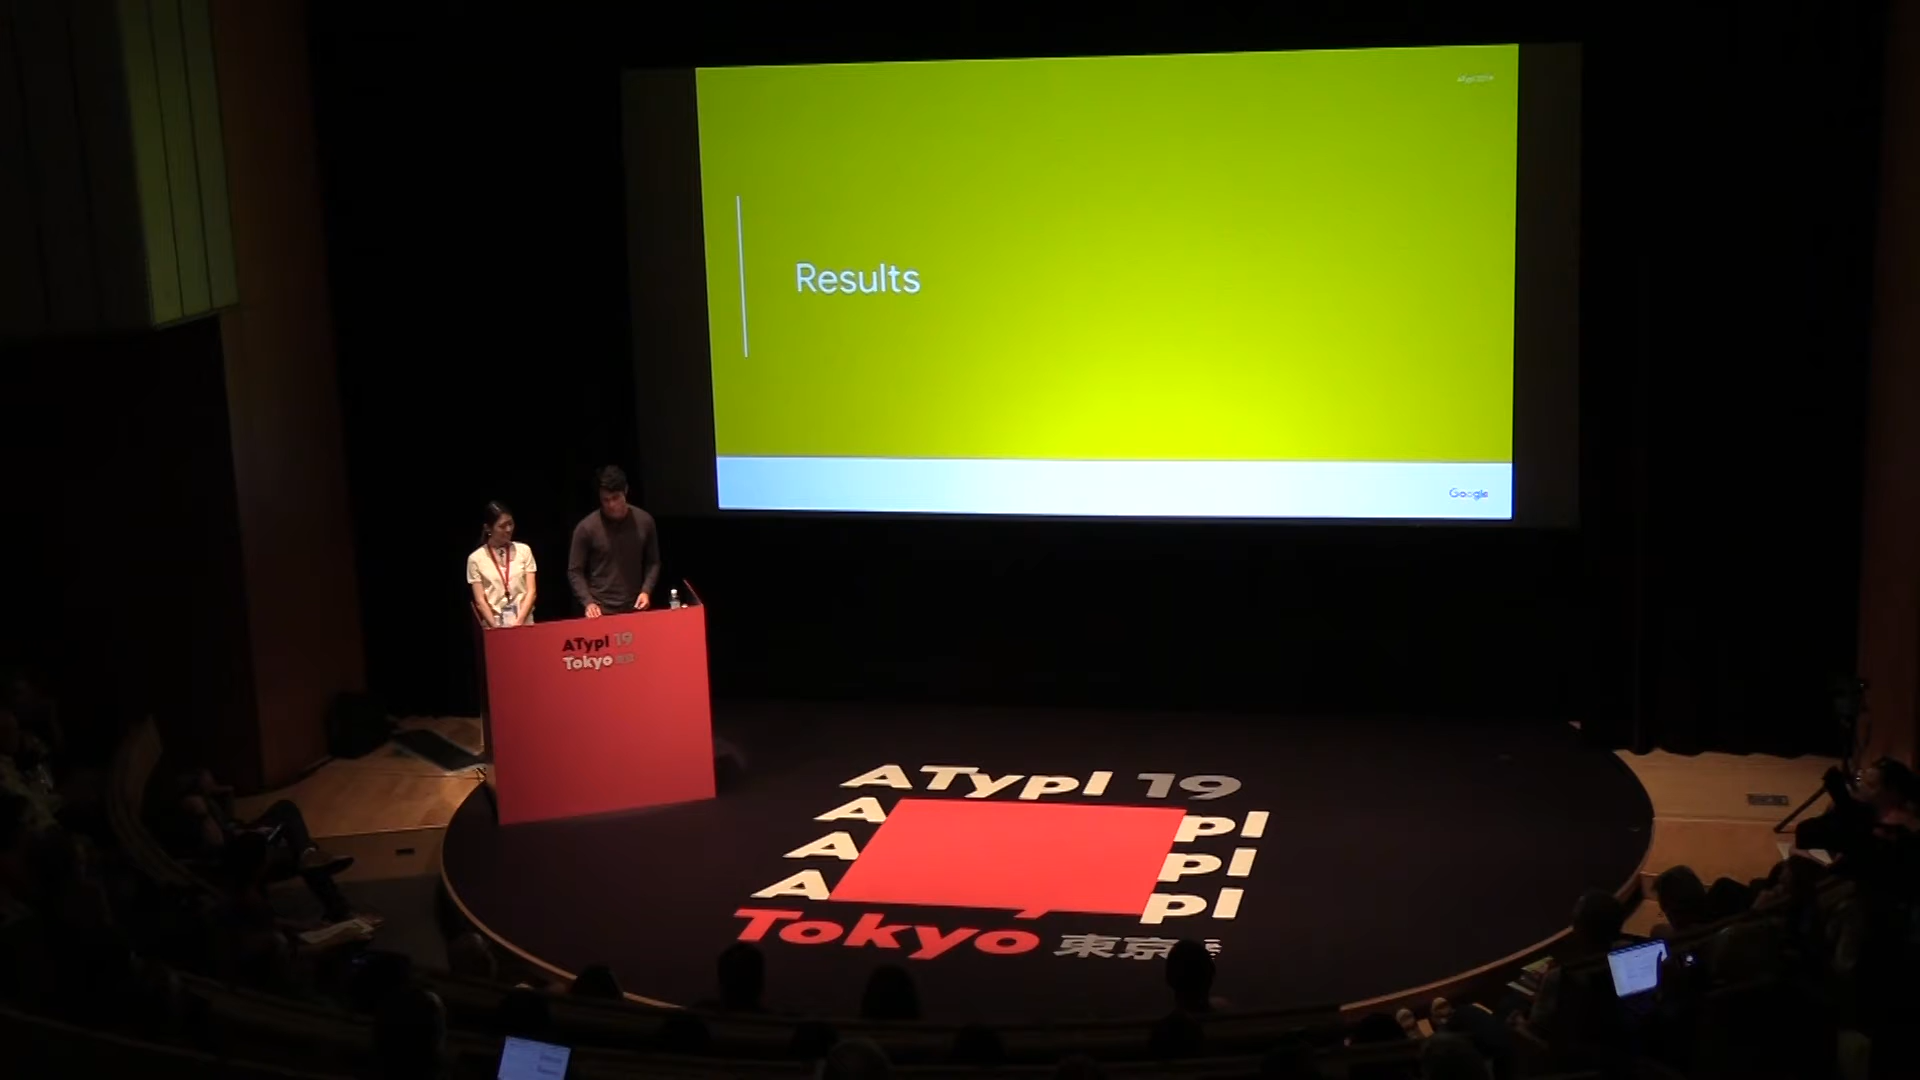 Results
Google
ATypI 19
Tokyo
ATypI 19
A pI
A pI
A pI
Tokyo 東京